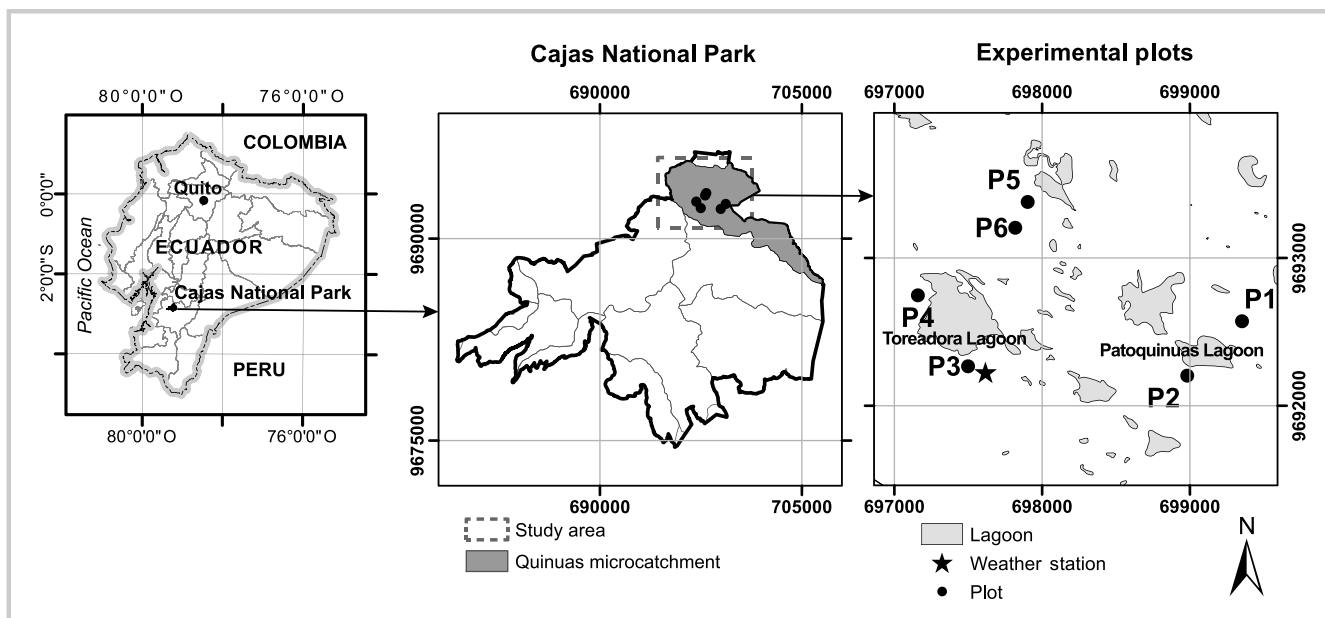 Cajas National Park
Experimental plots
80°0'0"O
76°0'0"O
COLOMBIA
Quito
0°0'0"
ECUADOR
2°0'0"S
Pacific Ocean
Cajas National Park
PERU
80°0'0"O
76°0'0"O
690000
705000
9690000
9675000
690000
705000
Study area
Quinuas microcatchment
697000
698000
699000
P5
P6
9693000
P4
P1
Toreadora Lagoon
Patoquinuas Lagoon
P3
P2
9692000
697000
698000
699000
Lagoon
Weather station
Plot
N